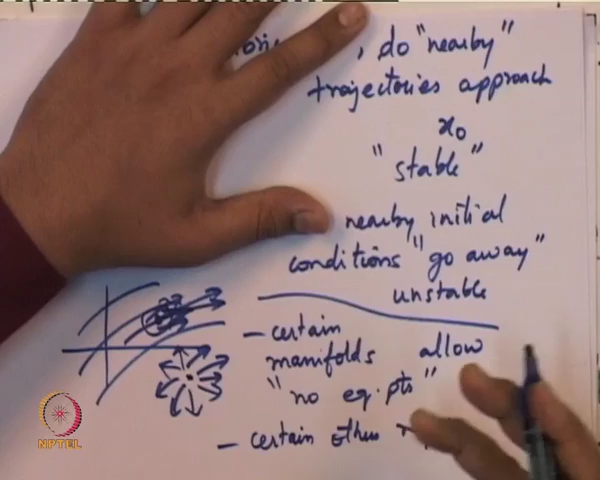 , do "nearby"
trajectories approach
x₀
"stable"
nearby initial
conditions "go away"
unstable
– certain
manifolds allow
"no eq. pts"
– certain other
NPTEL